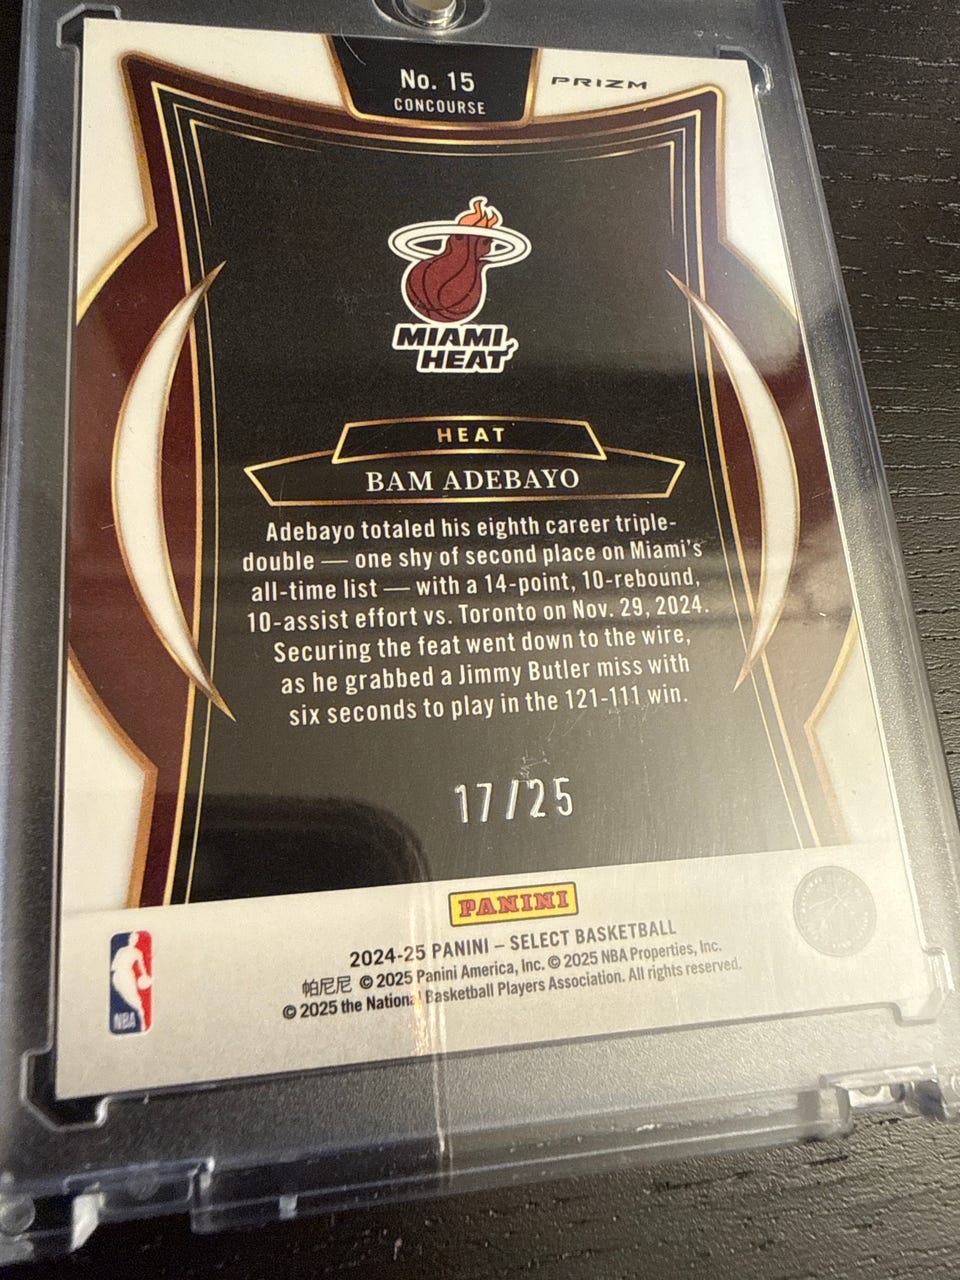 No. 15
CONCOURSE
PRIZM
MIAMI
HEAT
HEAT
BAM ADEBAYO
Adebayo totaled his eighth career triple-
double — one shy of second place on Miami's
all-time list — with a 14-point, 10-rebound,
10-assist effort vs. Toronto on Nov. 29, 2024.
Securing the feat went down to the wire,
as he grabbed a Jimmy Butler miss with
six seconds to play in the 121-111 win.
17/25
PANINI
2024-25 PANINI – SELECT BASKETBALL
帕尼尼 © 2025 Panini America, Inc. © 2025 NBA Properties, Inc.
© 2025 the National Basketball Players Association. All rights reserved.
NBA